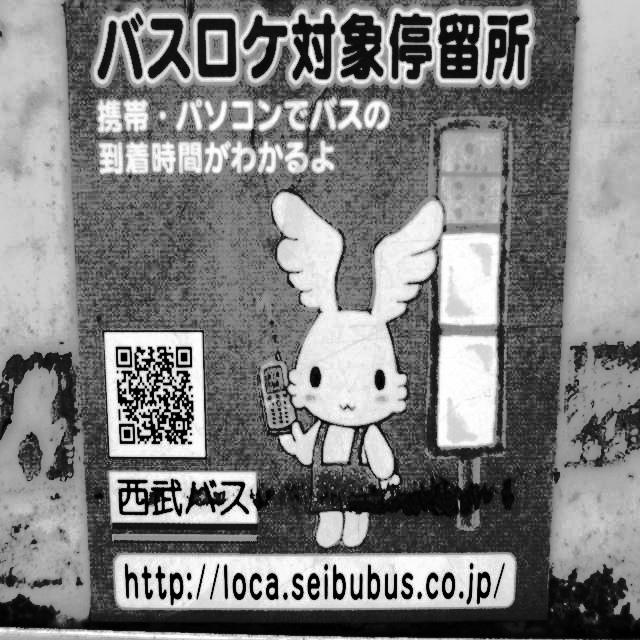 バスロケ対象停留所
携帯・パソコンでバスの
到着時間がわかるよ
西武バス
http://loca.seibubus.co.jp/